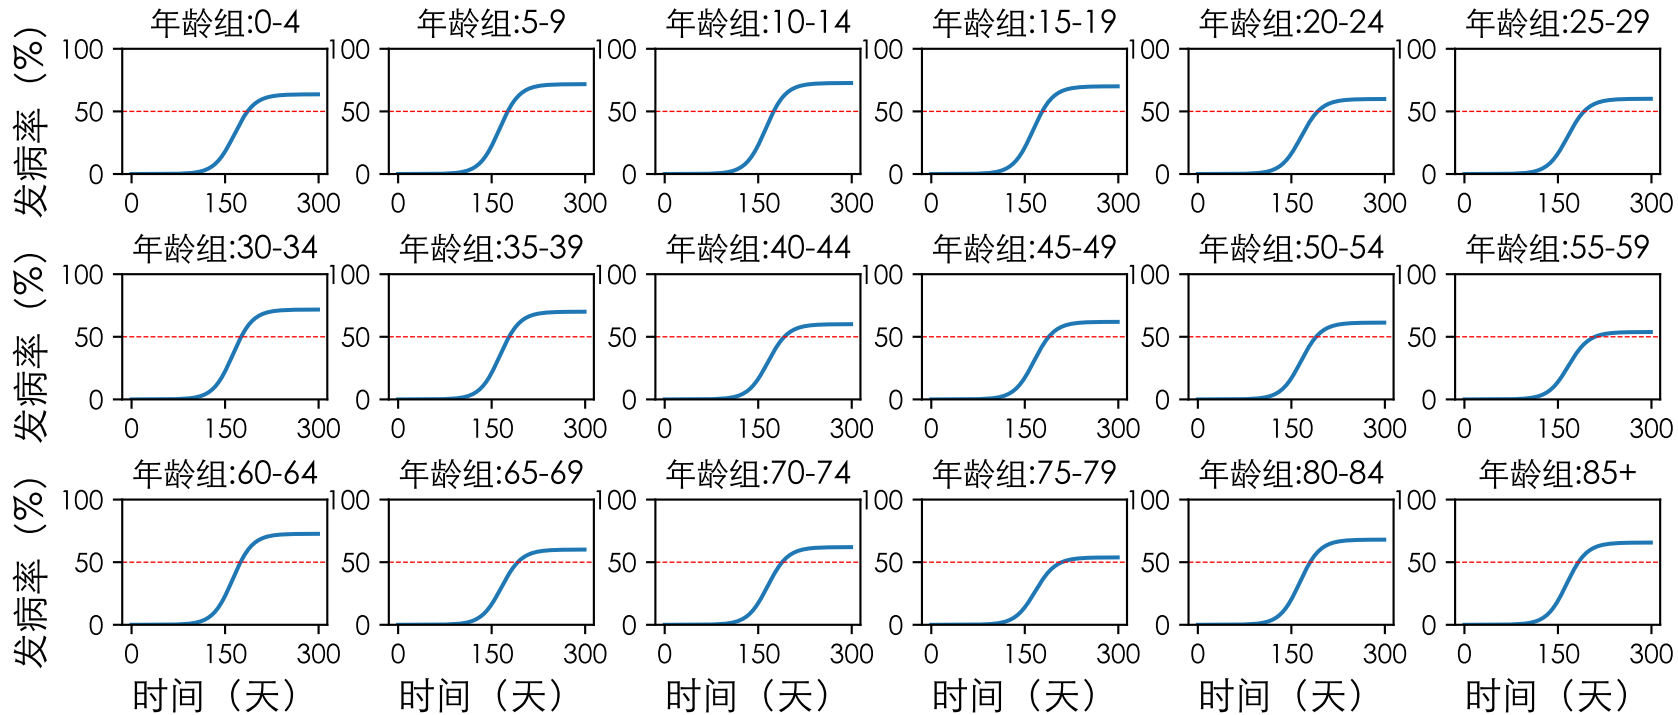 年龄组:0-4 年龄组:5-9 年龄组:10-14 年龄组:15-19 年龄组:20-24 年龄组:25-29
发病率（%）
100 100 100 100 100 100
50 50 50 50 50 50
0 0 0 0 0 0
0 150 300 0 150 300 0 150 300 0 150 300 0 150 300 0 150 300
年龄组:30-34 年龄组:35-39 年龄组:40-44 年龄组:45-49 年龄组:50-54 年龄组:55-59
发病率（%）
100 100 100 100 100 100
50 50 50 50 50 50
0 0 0 0 0 0
0 150 300 0 150 300 0 150 300 0 150 300 0 150 300 0 150 300
年龄组:60-64 年龄组:65-69 年龄组:70-74 年龄组:75-79 年龄组:80-84 年龄组:85+
发病率（%）
100 100 100 100 100 100
50 50 50 50 50 50
0 0 0 0 0 0
0 150 300 0 150 300 0 150 300 0 150 300 0 150 300 0 150 300
时间（天） 时间（天） 时间（天） 时间（天） 时间（天） 时间（天）